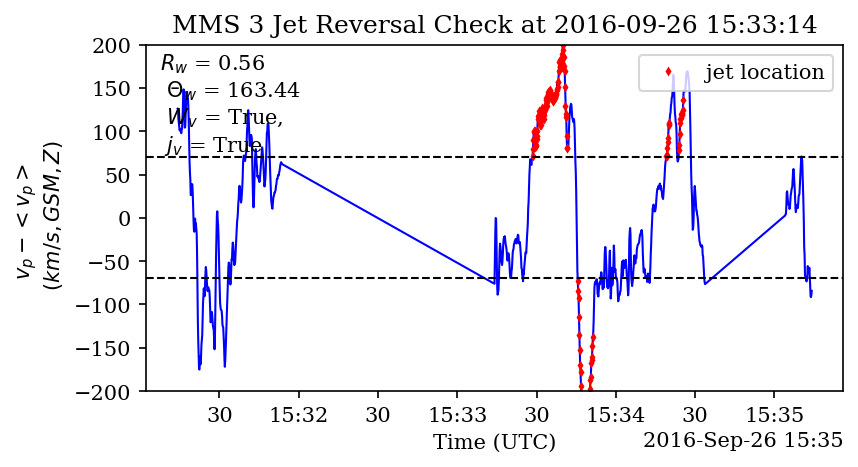 MMS 3 Jet Reversal Check at 2016-09-26 15:33:14
R_w = 0.56
Θ_w = 163.44
W_v = True,
j_v = True
jet location
v_p − < v_p >
(km/s, GSM, Z)
200
150
100
50
0
−50
−100
−150
−200
30 15:32 30 15:33 30 15:34 30 15:35
Time (UTC)
2016-Sep-26 15:35